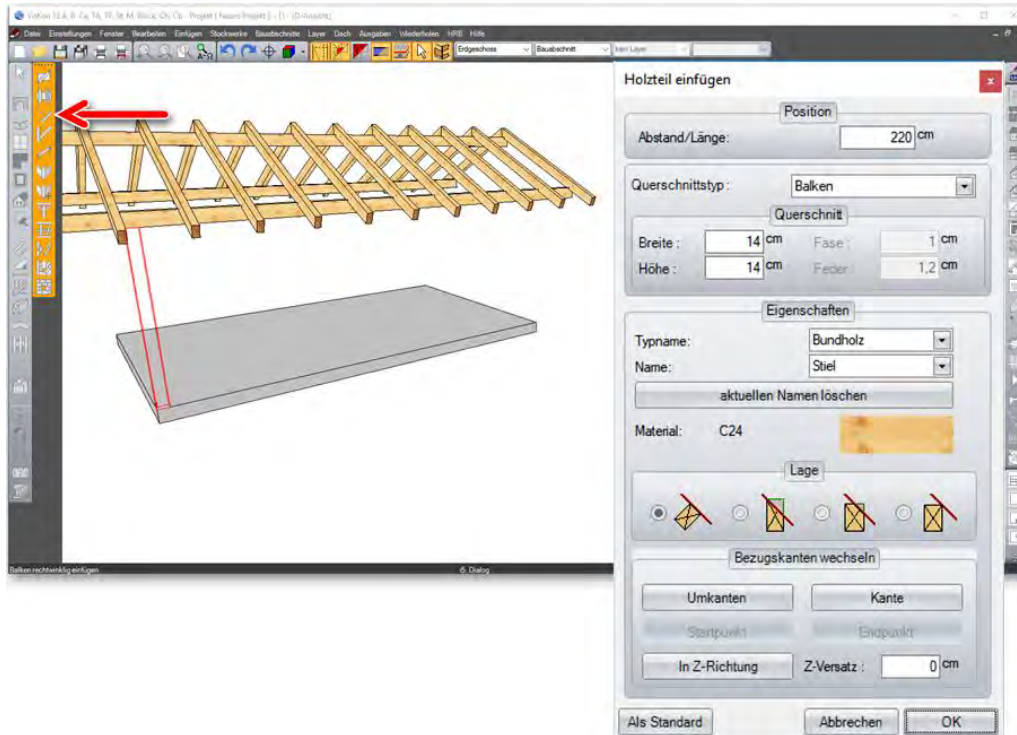 Datei Einstellungen Fenster Bearbeiten Einfügen Stockwerke Bauabschnitte Layer Dach Ausgaben Wiederholen HRB Hilfe
Erdgeschoss Bauabschnitt kein Layer
Holzteil einfügen
Position
Abstand/Länge: 220 cm
Querschnittstyp : Balken
Querschnitt
Breite : 14 cm Fase : 1 cm
Höhe : 14 cm Feder : 1,2 cm
Eigenschaften
Typname: Bundholz
Name: Stiel
aktuellen Namen löschen
Material: C24
Lage
Bezugskanten wechseln
Umkanten Kante
Startpunkt Endpunkt
In Z-Richtung Z-Versatz : 0 cm
Balken rechtwinklig einfügen
Als Standard Abbrechen OK